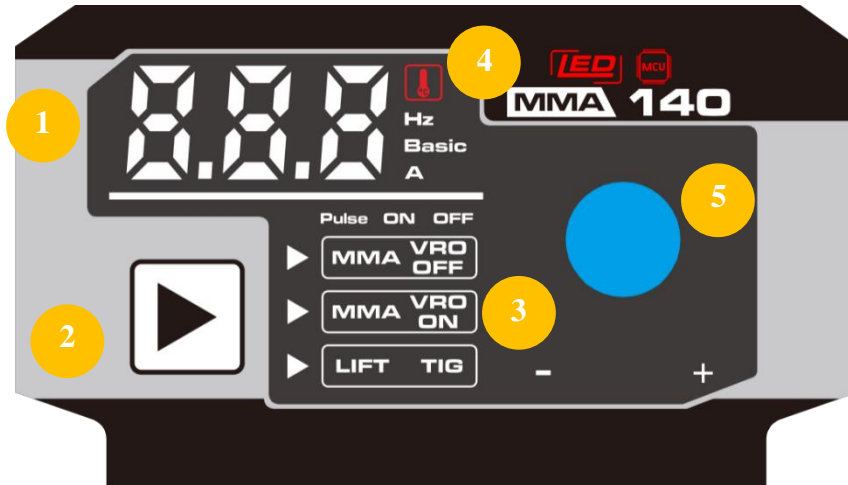 1
8.8.8
℃
Hz
Basic
A
4
LED MCU
MMA 140
Pulse ON OFF
MMA VRO OFF
MMA VRO ON
LIFT TIG
2
3
5
- +